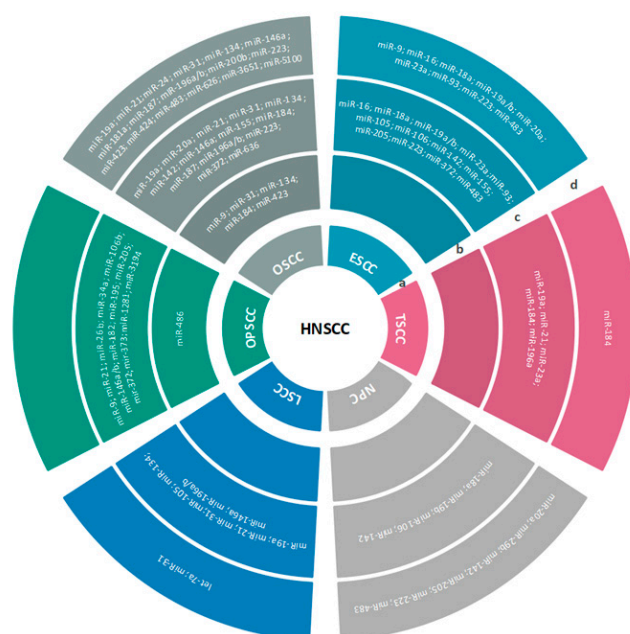 miR-19a; miR-21; miR-24; miR-31; miR-134; miR-146a;
miR-181a; miR-187; miR-196a/b; miR-200b; miR-223;
miR-423; miR-424; miR-483; miR-626; miR-3651; miR-5100
miR-19a; miR-20a; miR-21; miR-31; miR-134;
miR-142; miR-146a; miR-155; miR-184;
miR-187; miR-196a/b; miR-223;
miR-372; miR-636
miR-9; miR-31; miR-134;
miR-184; miR-423
OSCC
miR-9; miR-16; miR-18a; miR-19a/b; miR-20a;
miR-23a; miR-93; miR-223; miR-483
miR-16; miR-18a; miR-19a/b; miR-23a; miR-93;
miR-105; miR-106; miR-142; miR-155;
miR-205; miR-223; miR-372; miR-483
ESCC
a
b
c
d
HNSCC
TSCC
miR-19a; miR-21; miR-23a;
miR-184; miR-196a
miR-184
NPC
miR-18a; miR-19b; miR-106; miR-142
miR-20a; miR-29b; miR-142; miR-205; miR-223;
miR-483
LSCC
miR-19a; miR-21; miR-31; miR-105; miR-134;
miR-146a; miR-196a/b
let-7a; miR-31
OPSCC
miR-486
miR-9; miR-21; miR-26b; miR-34a; miR-106b;
miR-146a/b; miR-182, miR-195; miR-205;
mir-372; mir-373; miR-1281; miR-3194